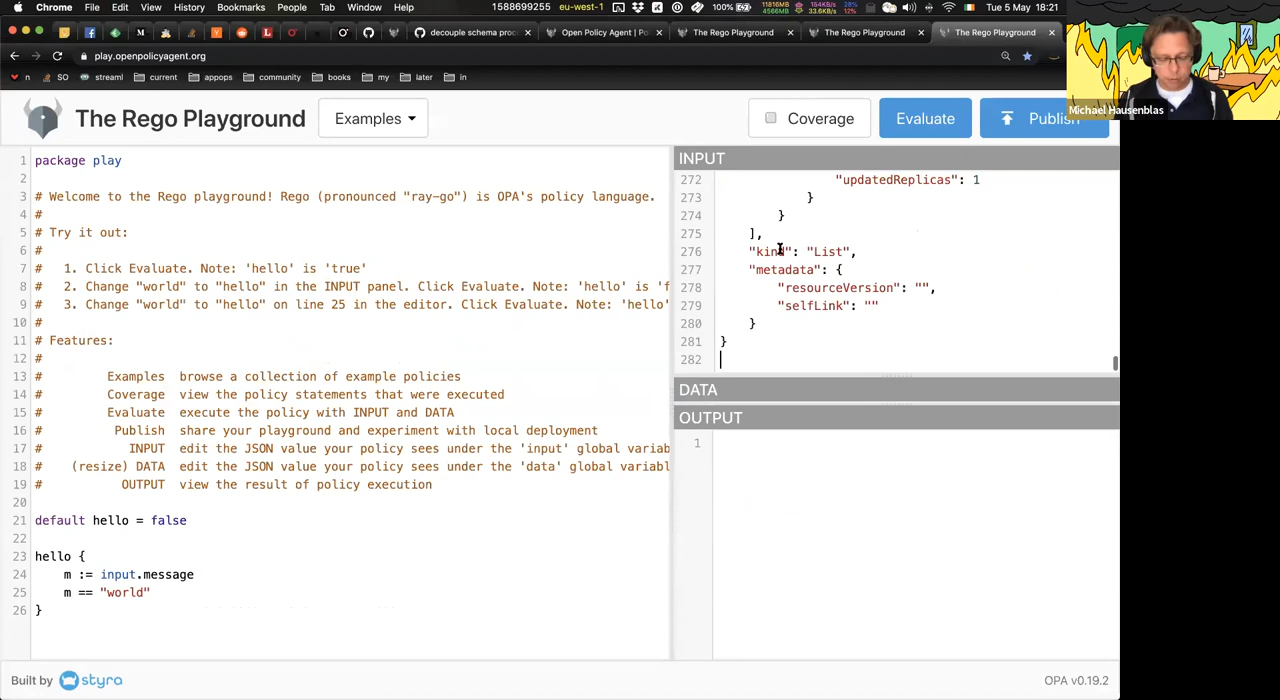 Chrome File Edit View History Bookmarks People Tab Window Help 1588699255 eu-west-1 100% 11816MB 4566MB 154KB/s 33.6KB/s 28% 12% Tue 5 May 18:21
decouple schema proc Open Policy Agent | Po The Rego Playground The Rego Playground The Rego Playground
play.openpolicyagent.org
n SO streaml current appops community books my later in
Michael Hausenblas
The Rego Playground Examples Coverage Evaluate Publish
1 package play
2
3 # Welcome to the Rego playground! Rego (pronounced "ray-go") is OPA's policy language.
4 #
5 # Try it out:
6 #
7 # 1. Click Evaluate. Note: 'hello' is 'true'
8 # 2. Change "world" to "hello" in the INPUT panel. Click Evaluate. Note: 'hello' is 'f
9 # 3. Change "world" to "hello" on line 25 in the editor. Click Evaluate. Note: 'hello'
10 #
11 # Features:
12 #
13 # Examples browse a collection of example policies
14 # Coverage view the policy statements that were executed
15 # Evaluate execute the policy with INPUT and DATA
16 # Publish share your playground and experiment with local deployment
17 # INPUT edit the JSON value your policy sees under the 'input' global variab
18 # (resize) DATA edit the JSON value your policy sees under the 'data' global variabl
19 # OUTPUT view the result of policy execution
20
21 default hello = false
22
23 hello {
24 m := input.message
25 m == "world"
26 }
INPUT
272 "updatedReplicas": 1
273 }
274 }
275 ],
276 "kind": "List",
277 "metadata": {
278 "resourceVersion": "",
279 "selfLink": ""
280 }
281 }
282
DATA
OUTPUT
1
Built by styra OPA v0.19.2